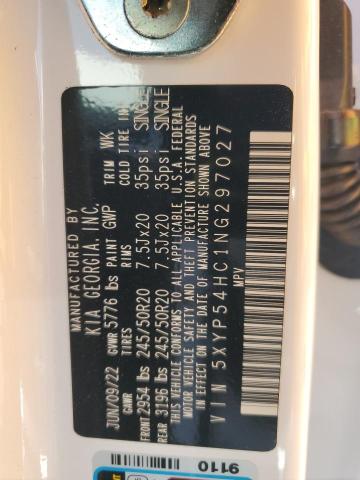 MANUFACTURED BY
KIA GEORGIA, INC.
JUN/09/22 GVWR 5776 lbs PAINT GWP TRIM WK
GAWR TIRES RIMS COLD TIRE
FRONT 2954 lbs 245/50R20 7.5Jx20 35psi SINGLE
REAR 3196 lbs 245/50R20 7.5Jx20 35psi SINGLE
THIS VEHICLE CONFORMS TO ALL APPLICABLE U.S.A. FEDERAL
MOTOR VEHICLE SAFETY AND THEFT PREVENTION STANDARDS
IN EFFECT ON THE DATE OF MANUFACTURE SHOWN ABOVE
VIN 5XYP54HC1NG297027
MPV
9110